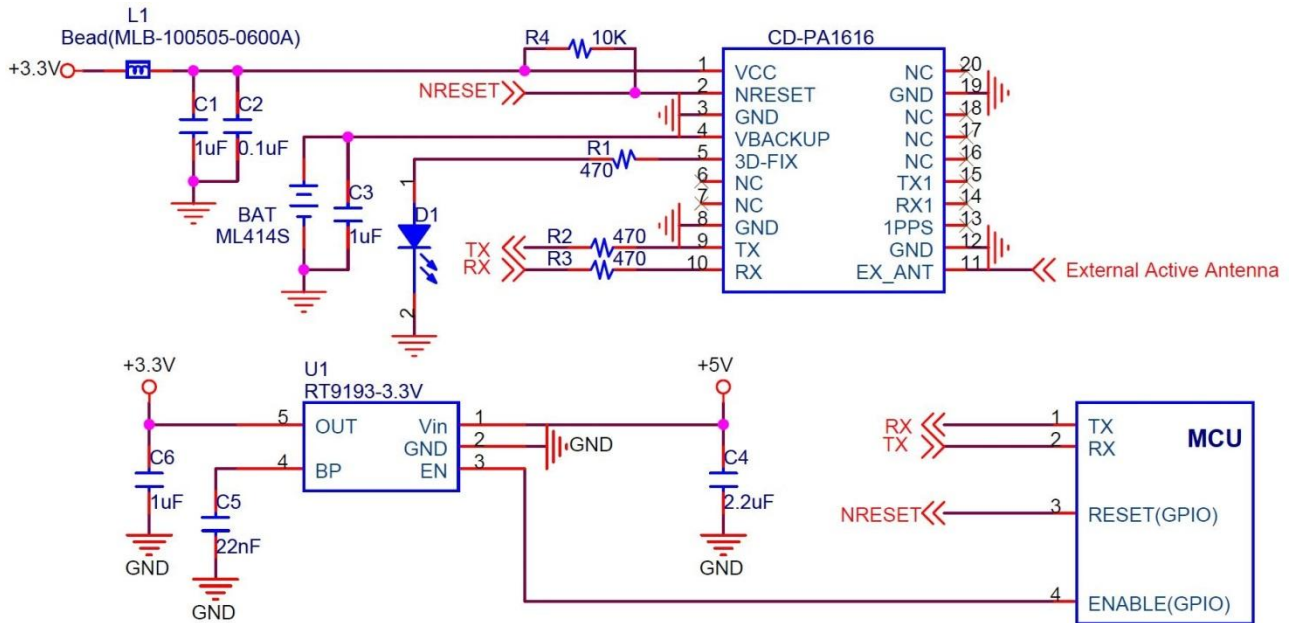 L1
Bead(MLB-100505-0600A)
+3.3V
R4 10K
CD-PA1616
NRESET
C1
1uF
C2
0.1uF
1 VCC
2 NRESET
3 GND
4 VBACKUP
5 3D-FIX
6 NC
7 NC
8 GND
9 TX
10 RX
NC 20
GND 19
NC 18
NC 17
NC 16
TX1 15
RX1 14
1PPS 13
GND 12
EX_ANT 11
External Active Antenna
R1
470
BAT
ML414S
C3
1uF
1
D1
2
TX R2 470
RX R3 470
+3.3V
U1
RT9193-3.3V
+5V
5 OUT
4 BP
Vin 1
GND 2
EN 3
GND
C6
1uF
GND
C5
22nF
GND
C4
2.2uF
GND
RX
TX
NRESET
1 TX
2 RX
MCU
3 RESET(GPIO)
4 ENABLE(GPIO)